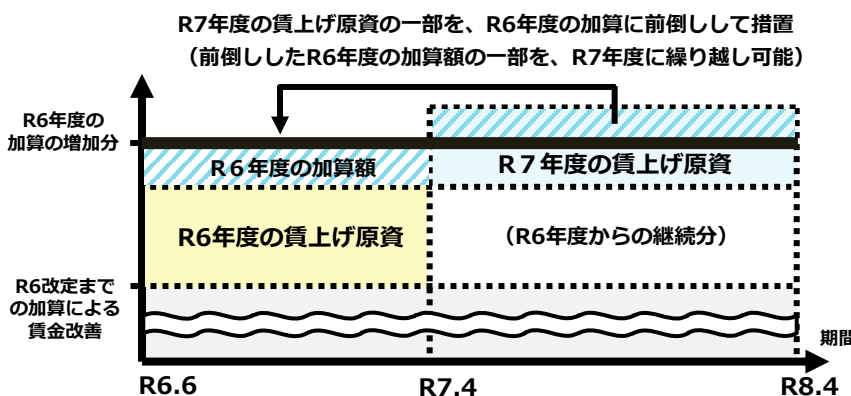 R7年度の賃上げ原資の一部を、R6年度の加算に前倒しして措置
（前倒ししたR6年度の加算額の一部を、R7年度に繰り越し可能）
R6年度の
加算の増加分
R６年度の加算額
R７年度の賃上げ原資
R6年度の賃上げ原資
（R6年度からの継続分）
R6改定まで
の加算による
賃金改善
期間
R6.6
R7.4
R8.4